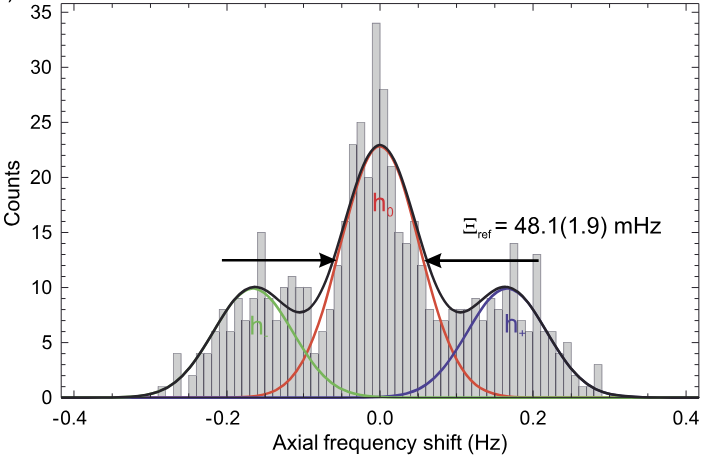 35
30
25
20
15
10
5
0
Counts
h₀
Ξref = 48.1(1.9) mHz
h₋
h₊
-0.4 -0.2 0.0 0.2 0.4
Axial frequency shift (Hz)